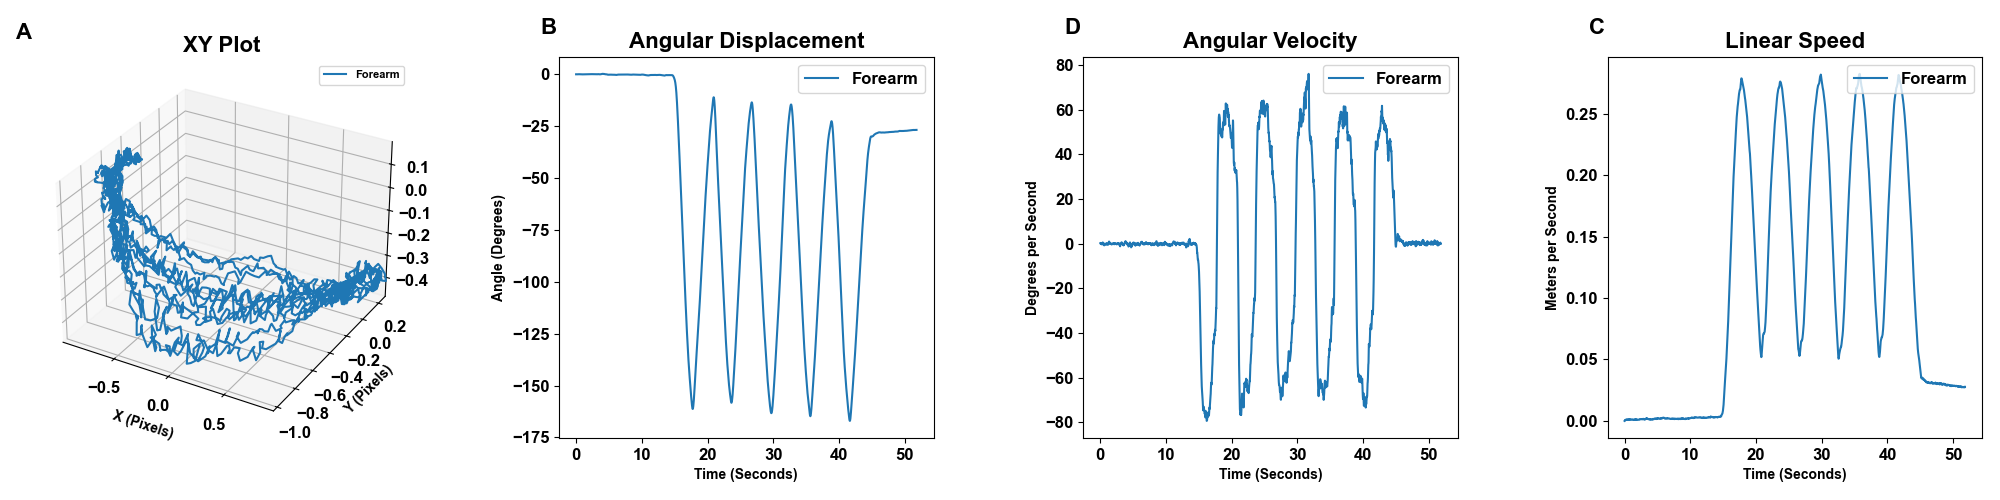 A
XY Plot
Forearm
0.1
0.0
−0.1
−0.2
−0.3
−0.4
0.2
0.0
−0.2
−0.4
−0.6
−0.8
−1.0
Y (Pixels)
−0.5
0.0
0.5
X (Pixels)
B
Angular Displacement
Forearm
0
−25
−50
−75
−100
−125
−150
−175
Angle (Degrees)
0 10 20 30 40 50
Time (Seconds)
D
Angular Velocity
Forearm
80
60
40
20
0
−20
−40
−60
−80
Degrees per Second
0 10 20 30 40 50
Time (Seconds)
C
Linear Speed
Forearm
0.25
0.20
0.15
0.10
0.05
0.00
Meters per Second
0 10 20 30 40 50
Time (Seconds)